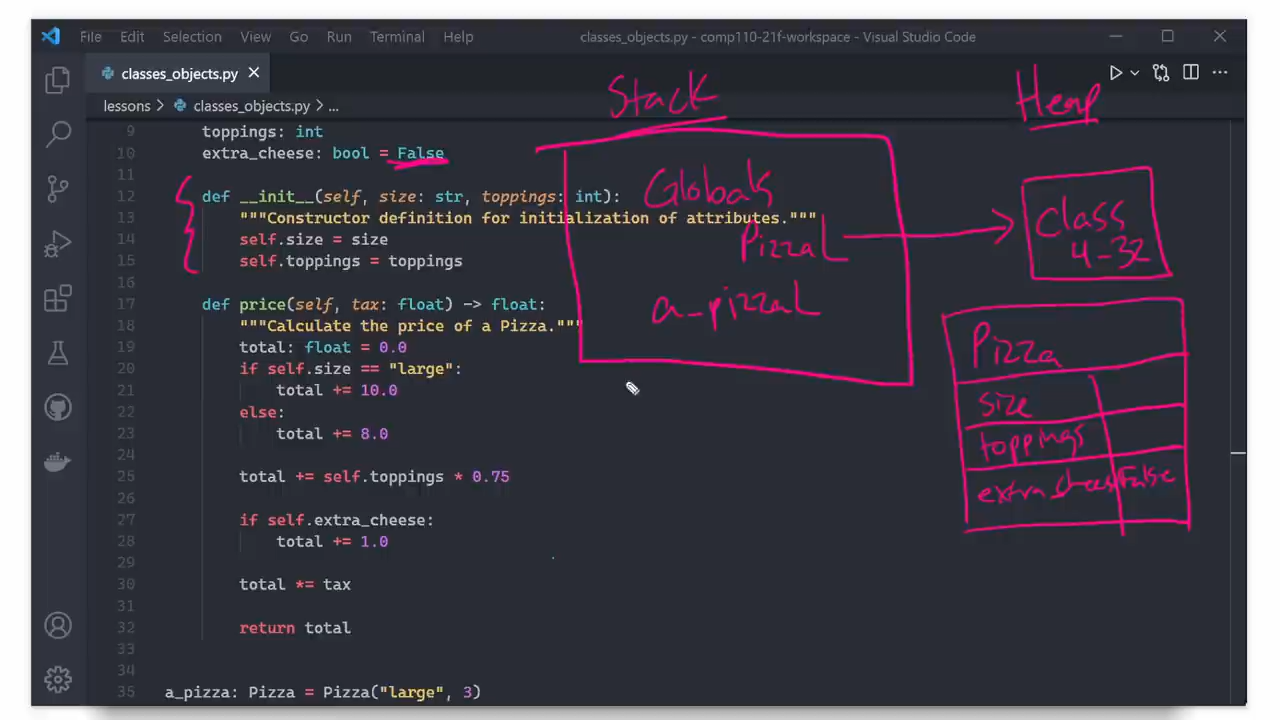 File Edit Selection View Go Run Terminal Help classes_objects.py - comp110-21f-workspace - Visual Studio Code
classes_objects.py
lessons > classes_objects.py > ...
9 toppings: int
10 extra_cheese: bool = False
11
12 def __init__(self, size: str, toppings: int):
13 """Constructor definition for initialization of attributes."""
14 self.size = size
15 self.toppings = toppings
16
17 def price(self, tax: float) -> float:
18 """Calculate the price of a Pizza."""
19 total: float = 0.0
20 if self.size == "large":
21 total += 10.0
22 else:
23 total += 8.0
24
25 total += self.toppings * 0.75
26
27 if self.extra_cheese:
28 total += 1.0
29
30 total *= tax
31
32 return total
33
34
35 a_pizza: Pizza = Pizza("large", 3)
Stack
Globals
Pizza
a_pizza
Heap
Class
4-32
Pizza
size
toppings
extra cheese False